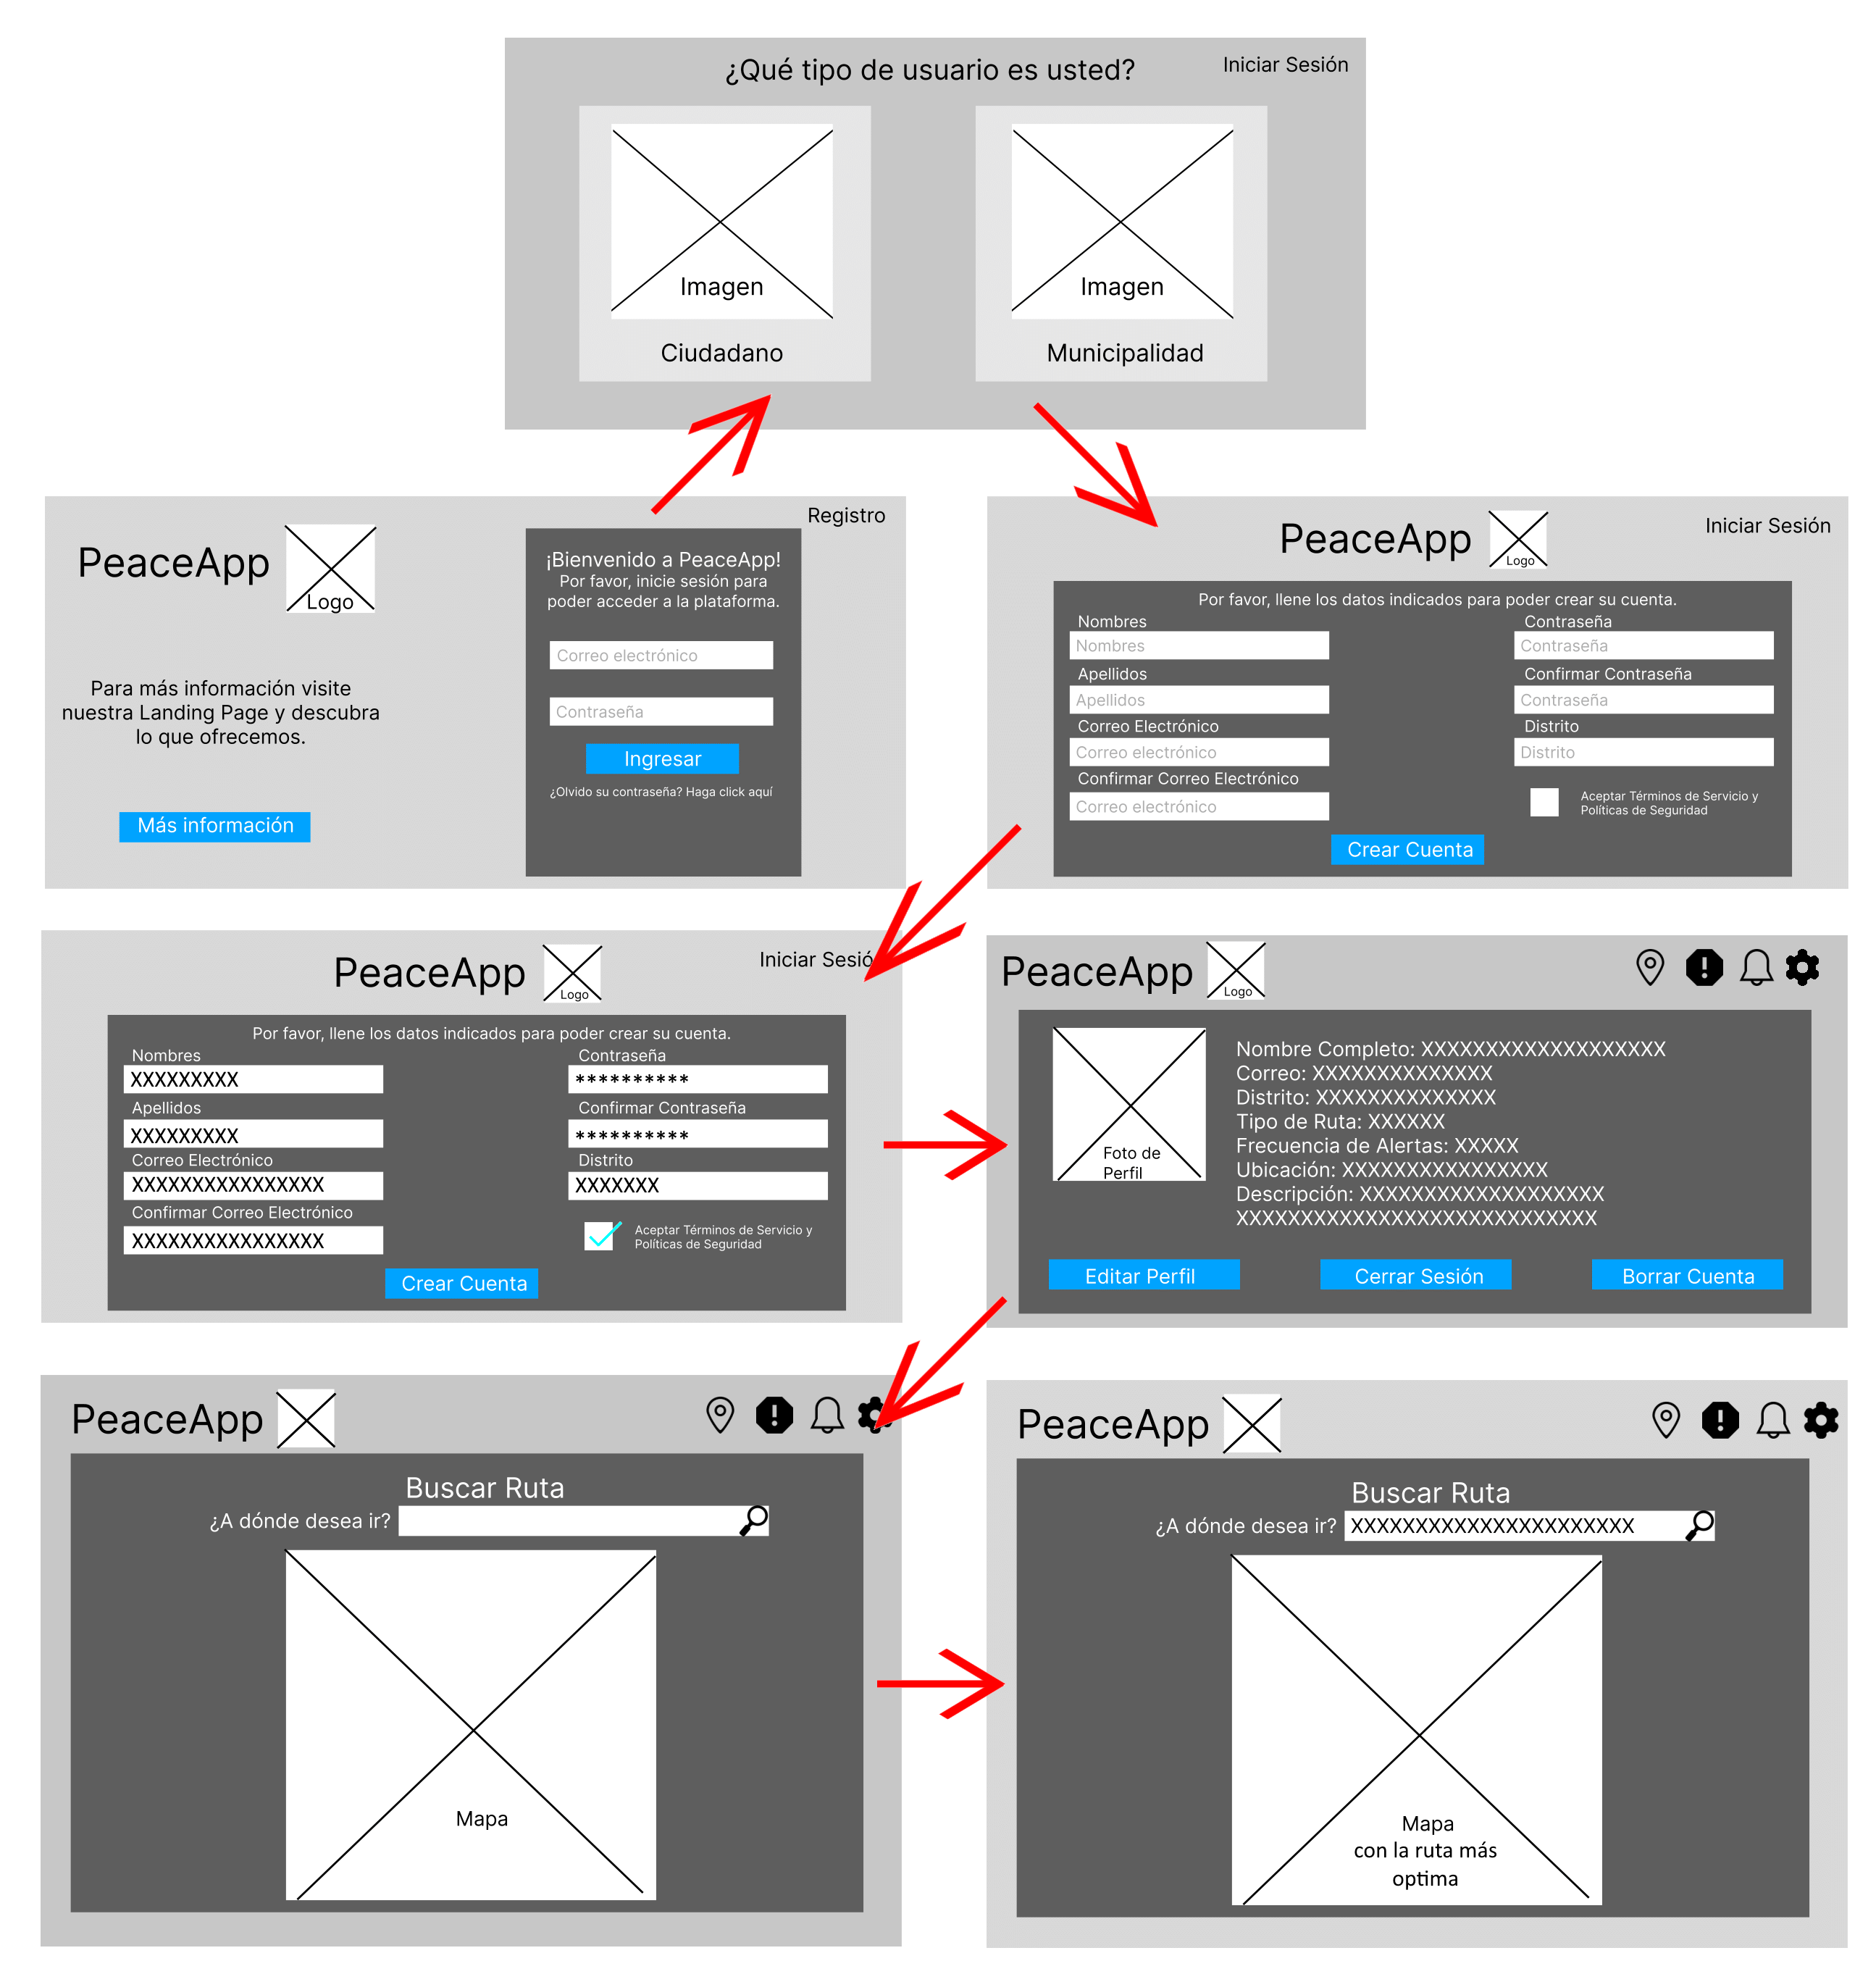 ¿Qué tipo de usuario es usted?
Iniciar Sesión
Imagen
Imagen
Ciudadano
Municipalidad
Registro
PeaceApp
Logo
Para más información visite
nuestra Landing Page y descubra
lo que ofrecemos.
Más información
¡Bienvenido a PeaceApp!
Por favor, inicie sesión para
poder acceder a la plataforma.
Correo electrónico
Contraseña
Ingresar
¿Olvido su contraseña? Haga click aquí
PeaceApp
Logo
Iniciar Sesión
Por favor, llene los datos indicados para poder crear su cuenta.
Nombres
Nombres
Apellidos
Apellidos
Correo Electrónico
Correo electrónico
Confirmar Correo Electrónico
Correo electrónico
Contraseña
Contraseña
Confirmar Contraseña
Contraseña
Distrito
Distrito
Aceptar Términos de Servicio y
Políticas de Seguridad
Crear Cuenta
PeaceApp
Logo
Iniciar Sesió
Por favor, llene los datos indicados para poder crear su cuenta.
Nombres
XXXXXXXXX
Apellidos
XXXXXXXXX
Correo Electrónico
XXXXXXXXXXXXXXXX
Confirmar Correo Electrónico
XXXXXXXXXXXXXXXX
Contraseña
**********
Confirmar Contraseña
**********
Distrito
XXXXXXX
Aceptar Términos de Servicio y
Políticas de Seguridad
Crear Cuenta
PeaceApp
Logo
Foto de
Perfil
Nombre Completo: XXXXXXXXXXXXXXXXXXX
Correo: XXXXXXXXXXXXXX
Distrito: XXXXXXXXXXXXXX
Tipo de Ruta: XXXXXX
Frecuencia de Alertas: XXXXX
Ubicación: XXXXXXXXXXXXXXXX
Descripción: XXXXXXXXXXXXXXXXXXX
XXXXXXXXXXXXXXXXXXXXXXXXXXXX
Editar Perfil
Cerrar Sesión
Borrar Cuenta
PeaceApp
Buscar Ruta
¿A dónde desea ir?
Mapa
PeaceApp
Buscar Ruta
¿A dónde desea ir?
XXXXXXXXXXXXXXXXXXXXXX
Mapa
con la ruta más
optima